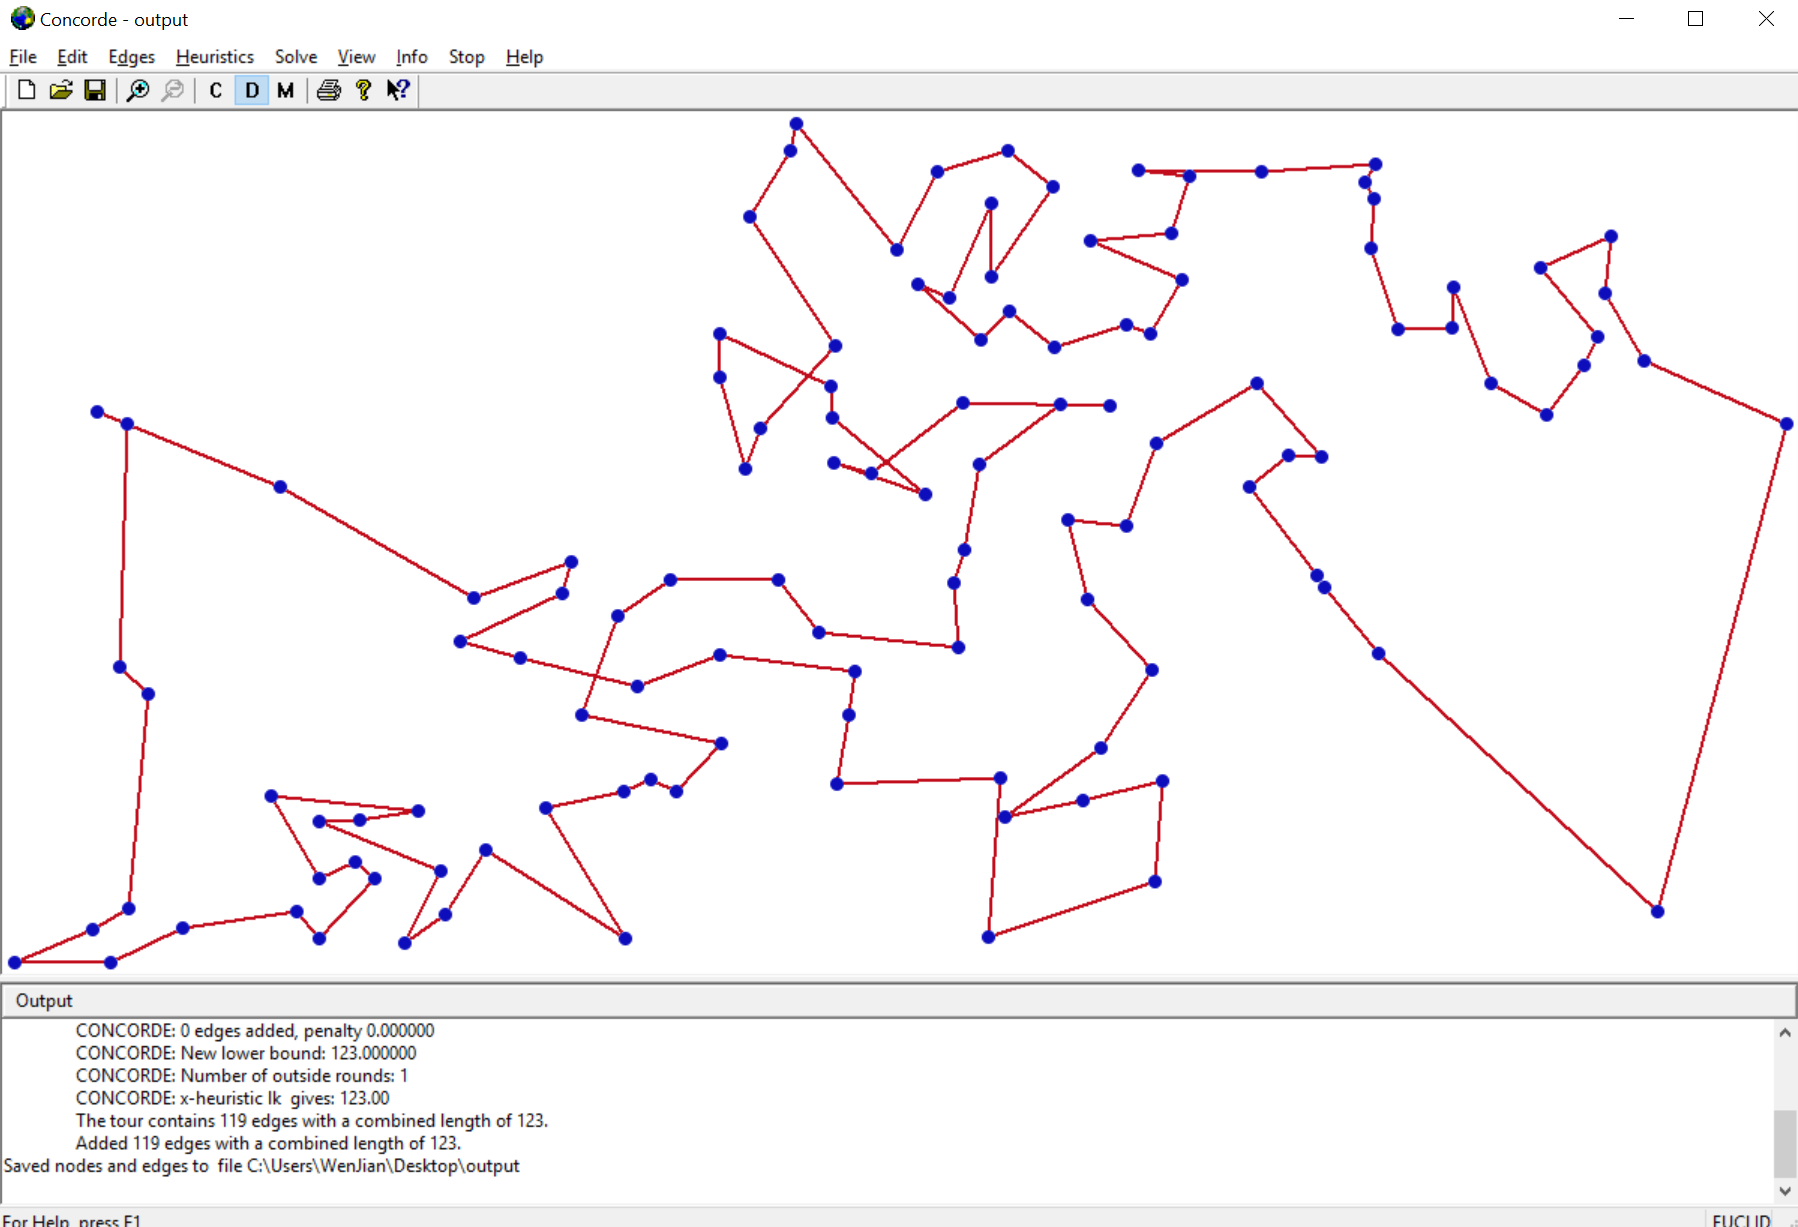 Concorde - output
File Edit Edges Heuristics Solve View Info Stop Help
C D M ? ?
Output
CONCORDE: 0 edges added, penalty 0.000000
CONCORDE: New lower bound: 123.000000
CONCORDE: Number of outside rounds: 1
CONCORDE: x-heuristic lk  gives: 123.00
The tour contains 119 edges with a combined length of 123.
Added 119 edges with a combined length of 123.
Saved nodes and edges to  file C:\Users\WenJian\Desktop\output
For Help, press F1 EUCLID